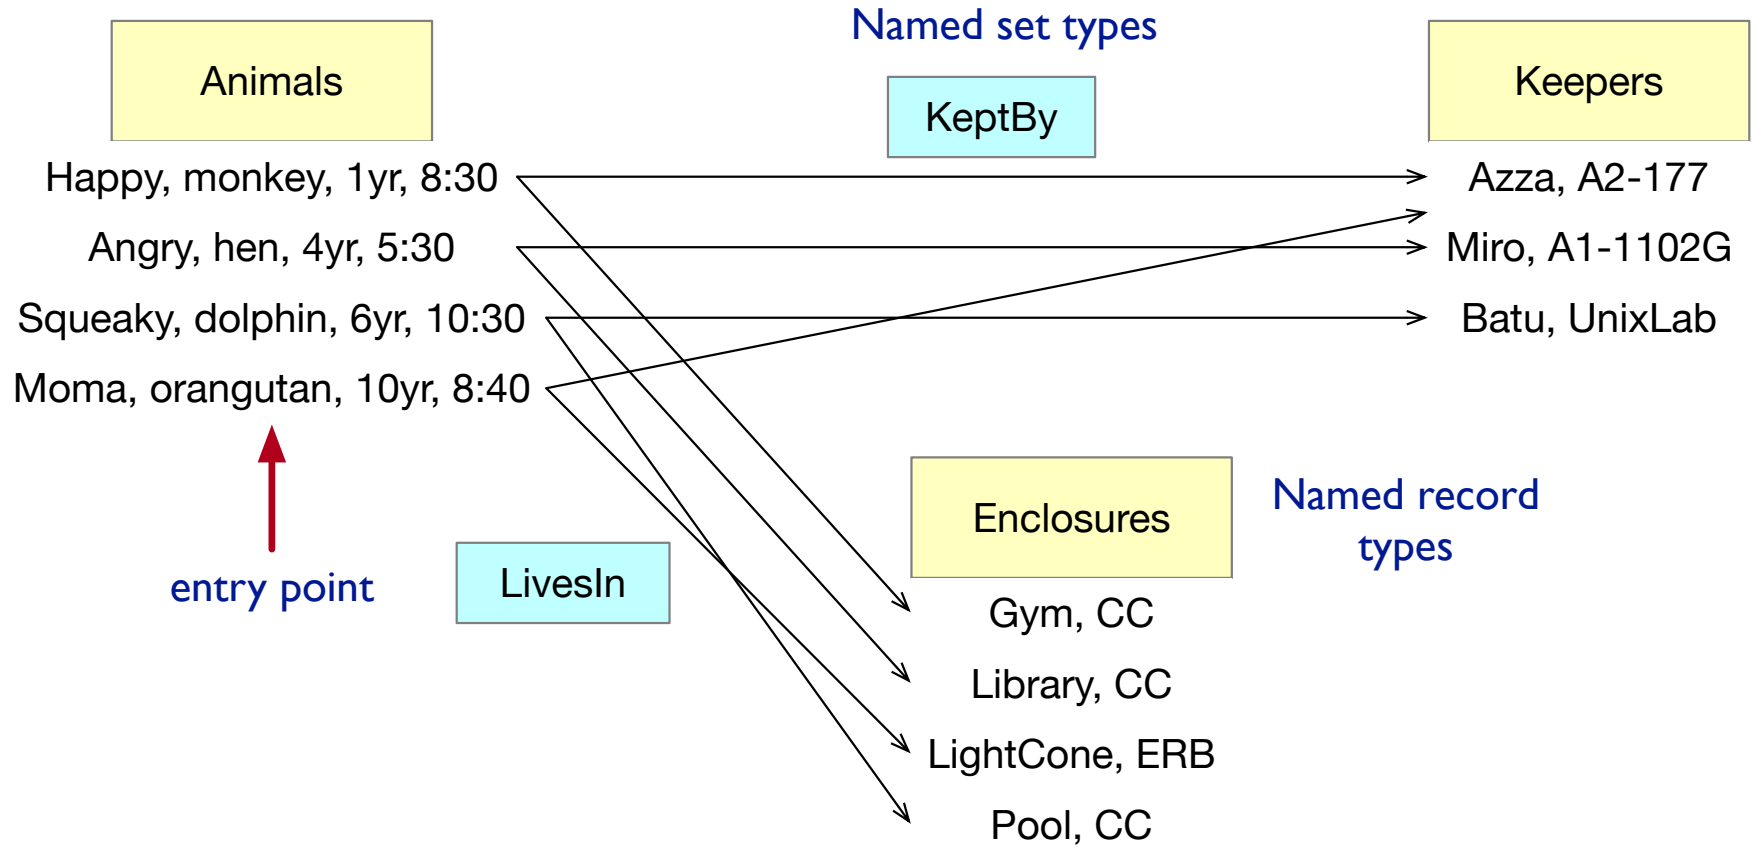 Named set types
Animals
KeptBy
Keepers
Happy, monkey, 1yr, 8:30
Azza, A2-177
Angry, hen, 4yr, 5:30
Miro, A1-1102G
Squeaky, dolphin, 6yr, 10:30
Batu, UnixLab
Moma, orangutan, 10yr, 8:40
entry point
LivesIn
Enclosures
Named record
types
Gym, CC
Library, CC
LightCone, ERB
Pool, CC